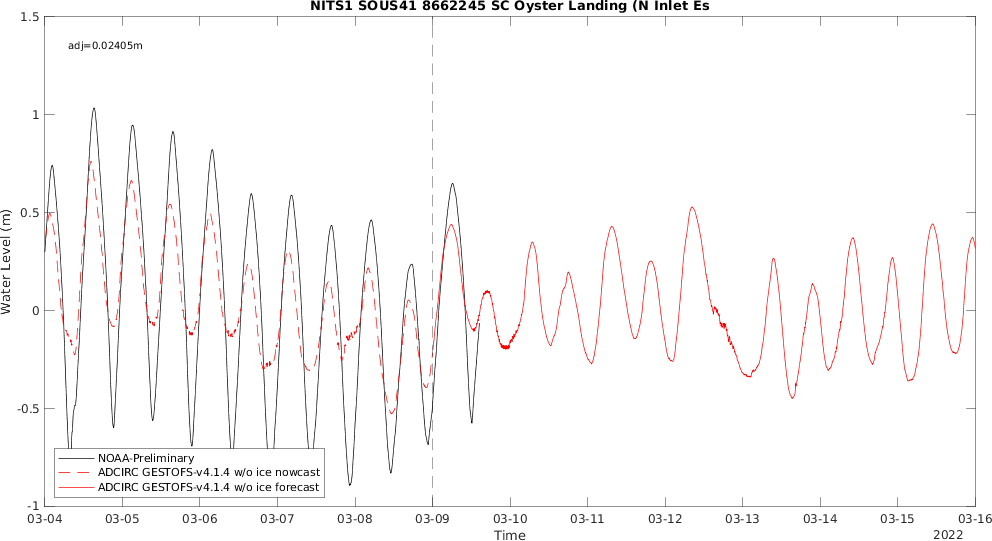 NITS1 SOUS41 8662245 SC Oyster Landing (N Inlet Es
adj=0.02405m
Water Level (m)
1.5
1
0.5
0
-0.5
-1
NOAA-Preliminary
ADCIRC GESTOFS-v4.1.4 w/o ice nowcast
ADCIRC GESTOFS-v4.1.4 w/o ice forecast
03-04 03-05 03-06 03-07 03-08 03-09 03-10 03-11 03-12 03-13 03-14 03-15 03-16
Time
2022